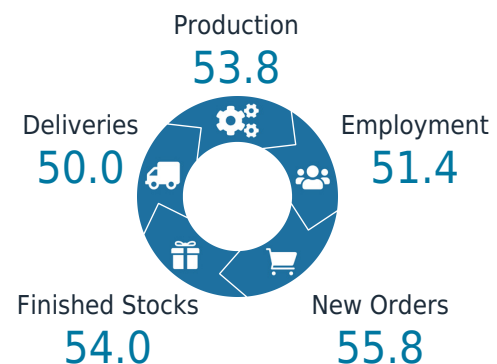 Production
53.8
Deliveries
50.0
Employment
51.4
Finished Stocks
54.0
New Orders
55.8